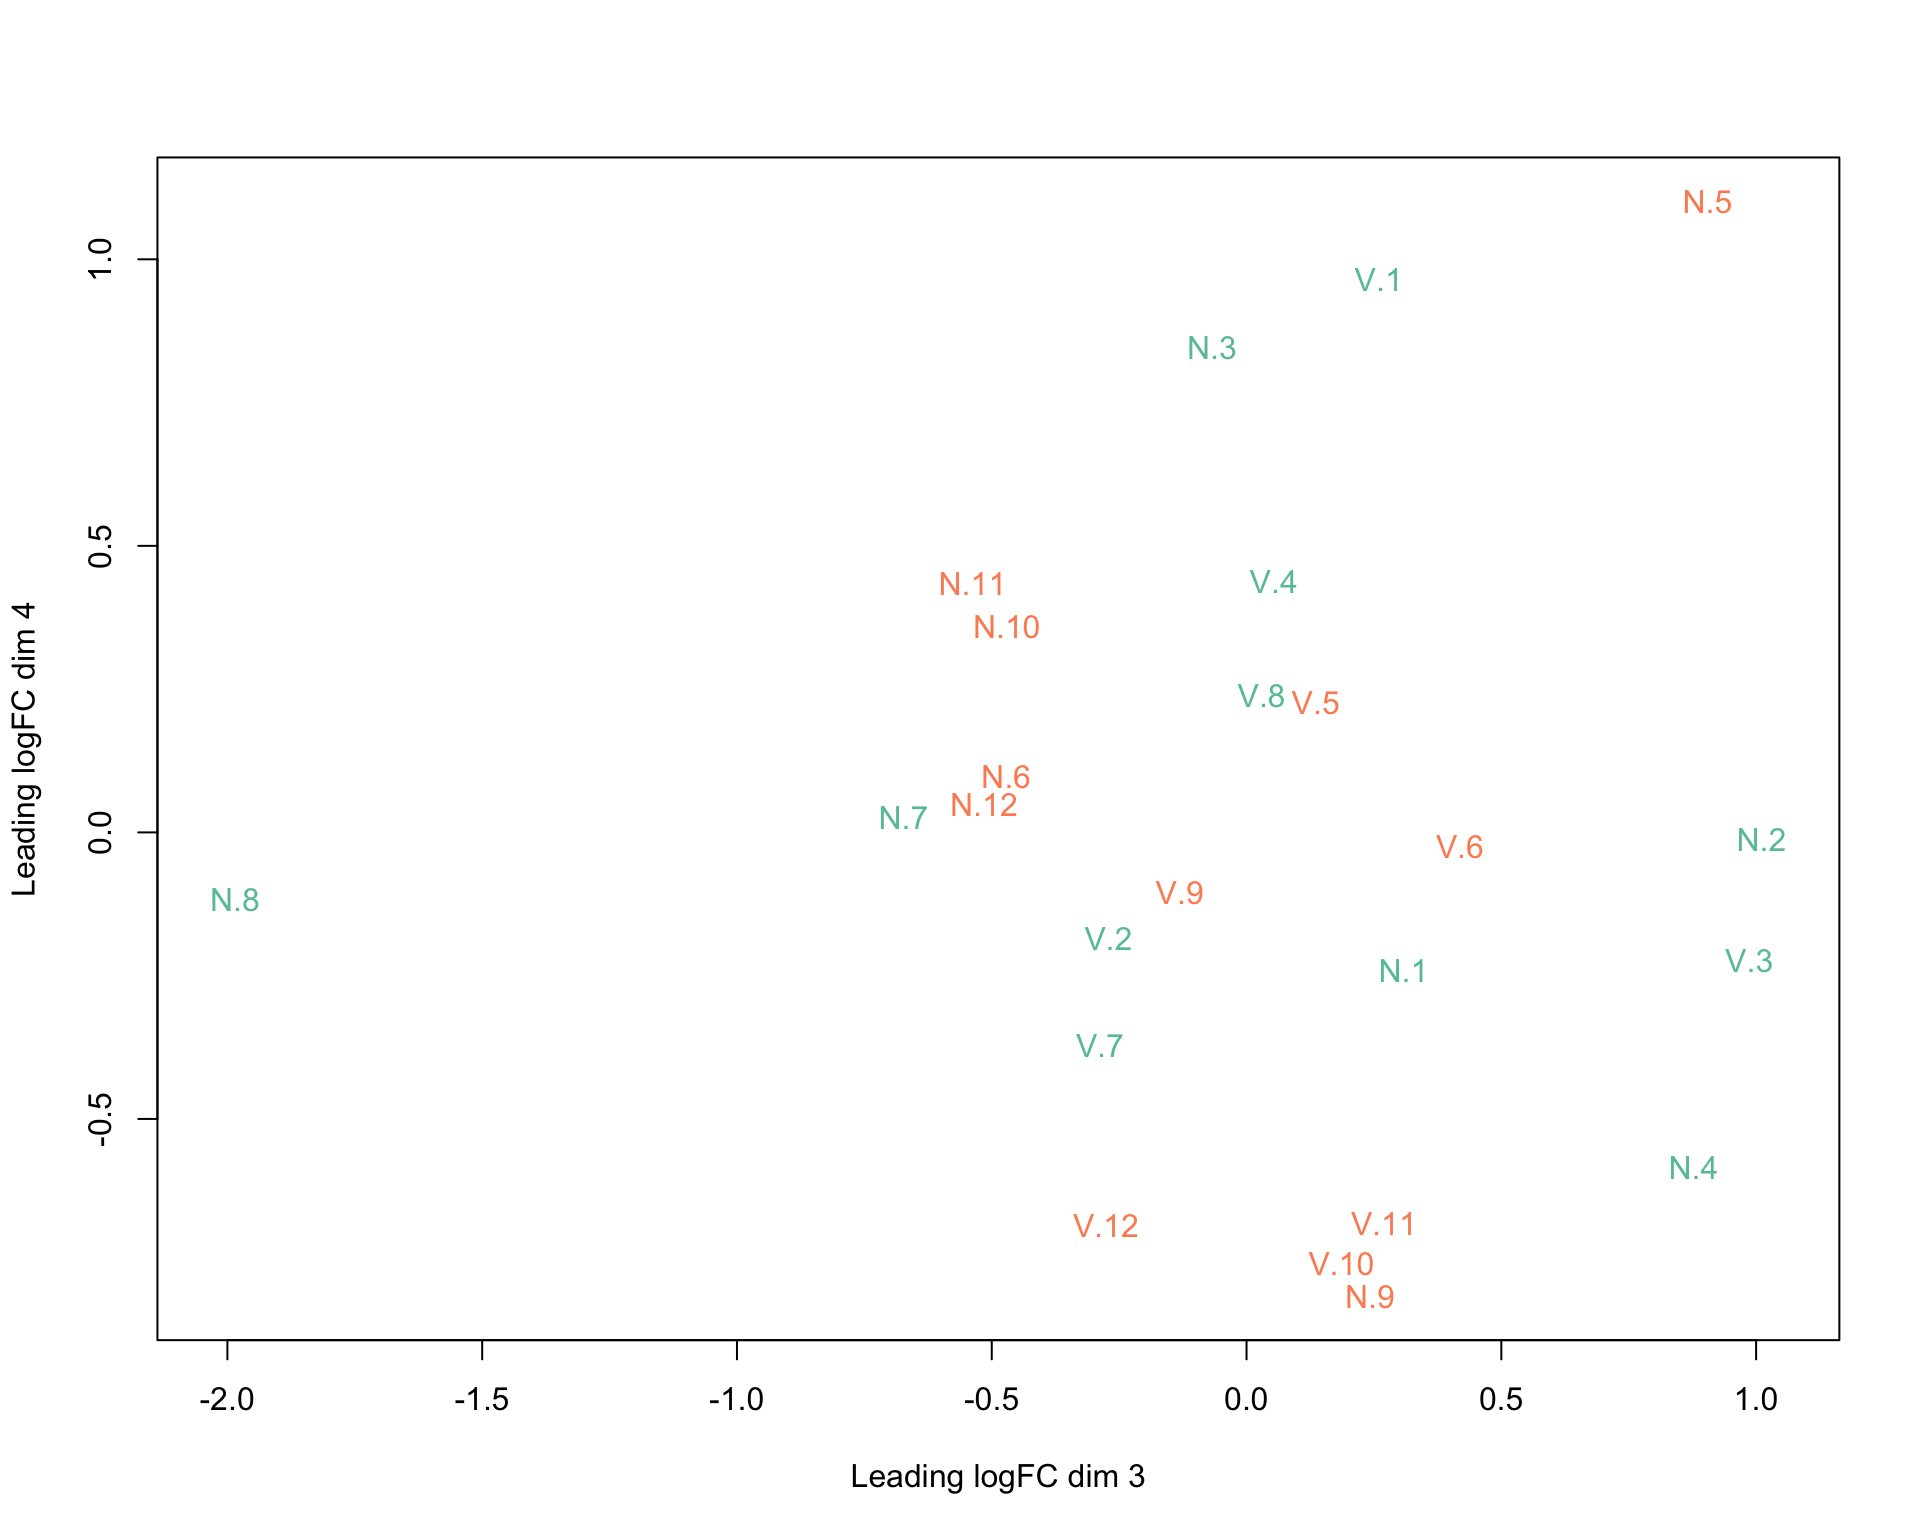 N.5
1.0
V.1
N.3
0.5
N.11
V.4
N.10
Leading logFC dim 4
V.8
V.5
N.6
N.12
N.7
0.0
V.6
N.2
N.8
V.9
V.2
V.3
N.1
V.7
-0.5
N.4
V.12
V.11
V.10
N.9
-2.0 -1.5 -1.0 -0.5 0.0 0.5 1.0
Leading logFC dim 3